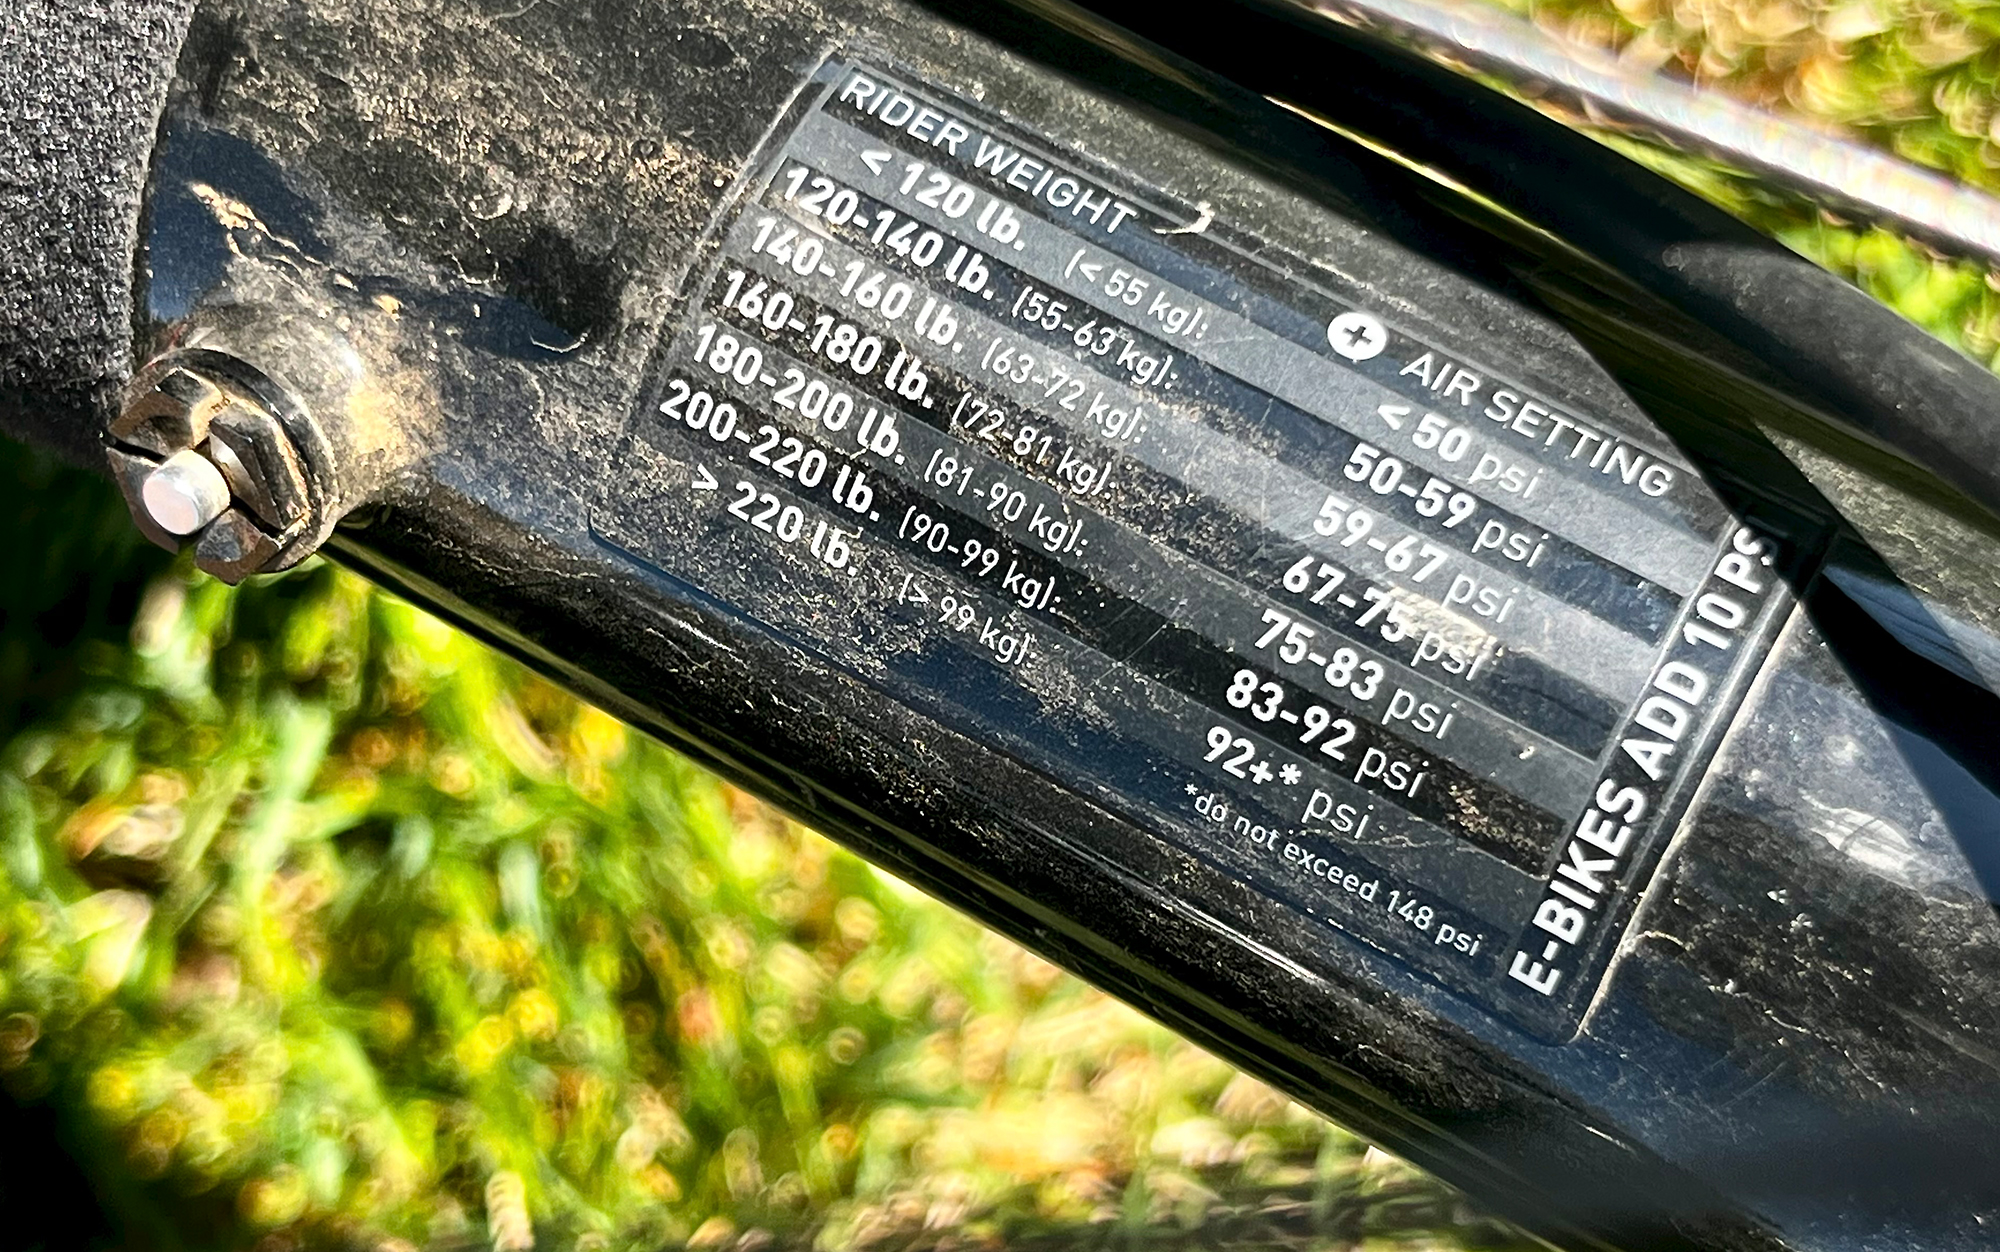 RIDER WEIGHT + AIR SETTING
< 120 lb. (< 55 kg): < 50 psi
120-140 lb. (55-63 kg): 50-59 psi
140-160 lb. (63-72 kg): 59-67 psi
160-180 lb. (72-81 kg): 67-75 psi
180-200 lb. (81-90 kg): 75-83 psi
200-220 lb. (90-99 kg): 83-92 psi
> 220 lb. (> 99 kg): 92+* psi
*do not exceed 148 psi
E-BIKES ADD 10 PSI